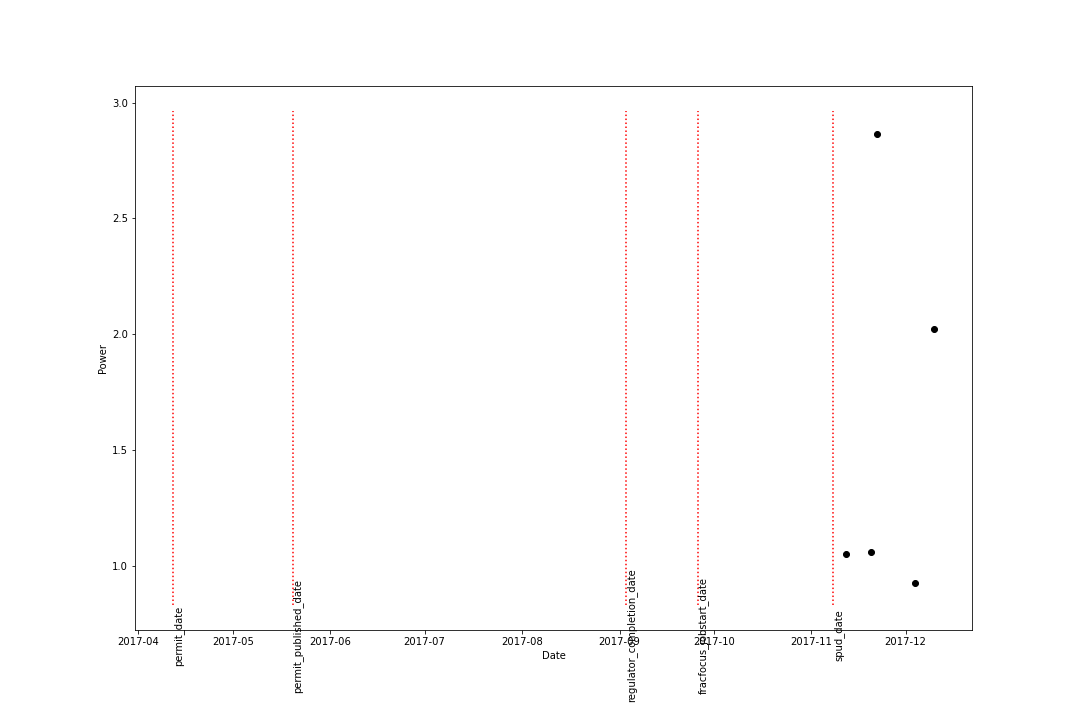 3.0
2.5
2.0
1.5
1.0
Power
2017-04
2017-05
2017-06
2017-07
2017-08
2017-09
2017-10
2017-11
2017-12
Date
permit_date
permit_published_date
regulator_completion_date
fracfocus_jobstart_date
spud_date